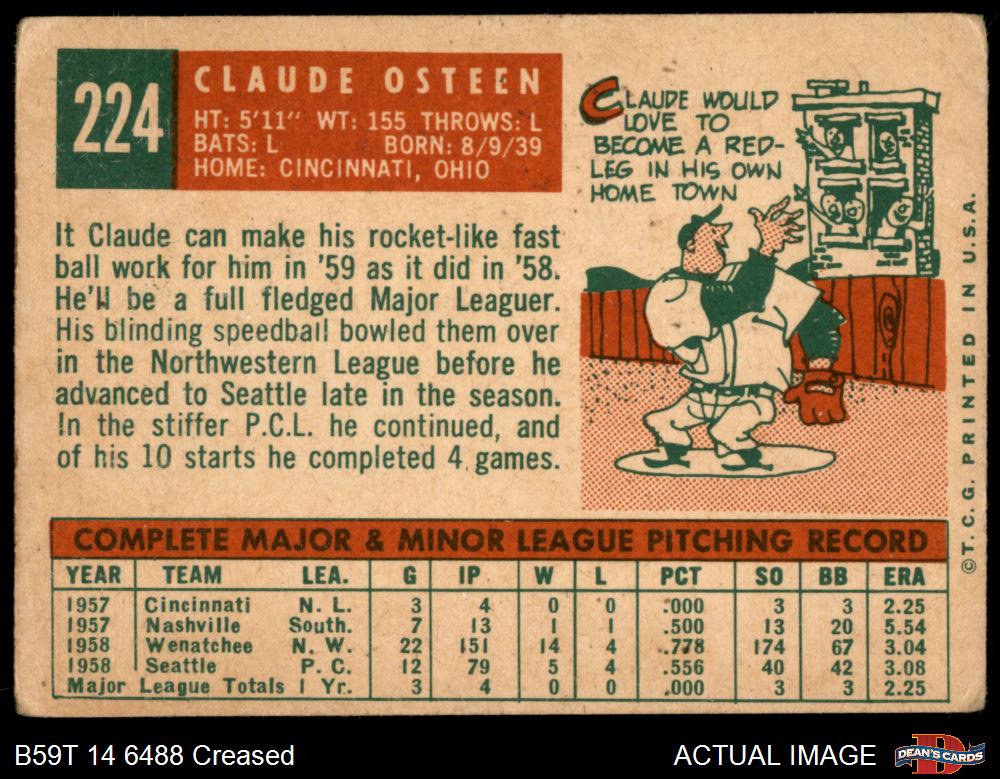 224
CLAUDE OSTEEN
HT: 5'11" WT: 155 THROWS: L
BATS: L BORN: 8/9/39
HOME: CINCINNATI, OHIO
CLAUDE WOULD
LOVE TO
BECOME A RED-
LEG IN HIS OWN
HOME TOWN
It Claude can make his rocket-like fast
ball work for him in '59 as it did in '58.
He'll be a full fledged Major Leaguer.
His blinding speedball bowled them over
in the Northwestern League before he
advanced to Seattle late in the season.
In the stiffer P.C.L. he continued, and
of his 10 starts he completed 4 games.
©T.C.G. PRINTED IN U.S.A.
COMPLETE MAJOR & MINOR LEAGUE PITCHING RECORD
YEAR TEAM LEA. G IP W L PCT SO BB ERA
1957 Cincinnati N. L. 3 4 0 0 .000 3 3 2.25
1957 Nashville South. 7 13 1 1 .500 13 20 5.54
1958 Wenatchee N. W. 22 151 14 4 .778 174 67 3.04
1958 Seattle P. C. 12 79 5 4 .556 40 42 3.08
Major League Totals 1 Yr. 3 4 0 0 .000 3 3 2.25
B59T 14 6488 Creased
ACTUAL IMAGE
DEAN'S CARDS